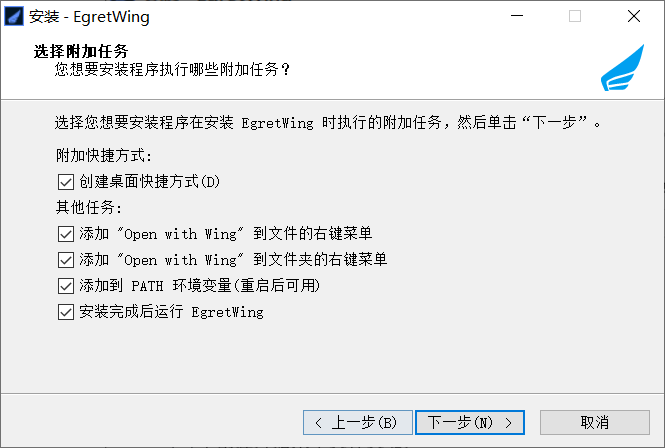 安装 - EgretWing
选择附加任务
您想要安装程序执行哪些附加任务？
选择您想要安装程序在安装 EgretWing 时执行的附加任务，然后单击“下一步”。
附加快捷方式:
创建桌面快捷方式(D)
其他任务:
添加 "Open with Wing" 到文件的右键菜单
添加 "Open with Wing" 到文件夹的右键菜单
添加到 PATH 环境变量(重启后可用)
安装完成后运行 EgretWing
< 上一步(B) 下一步(N) > 取消